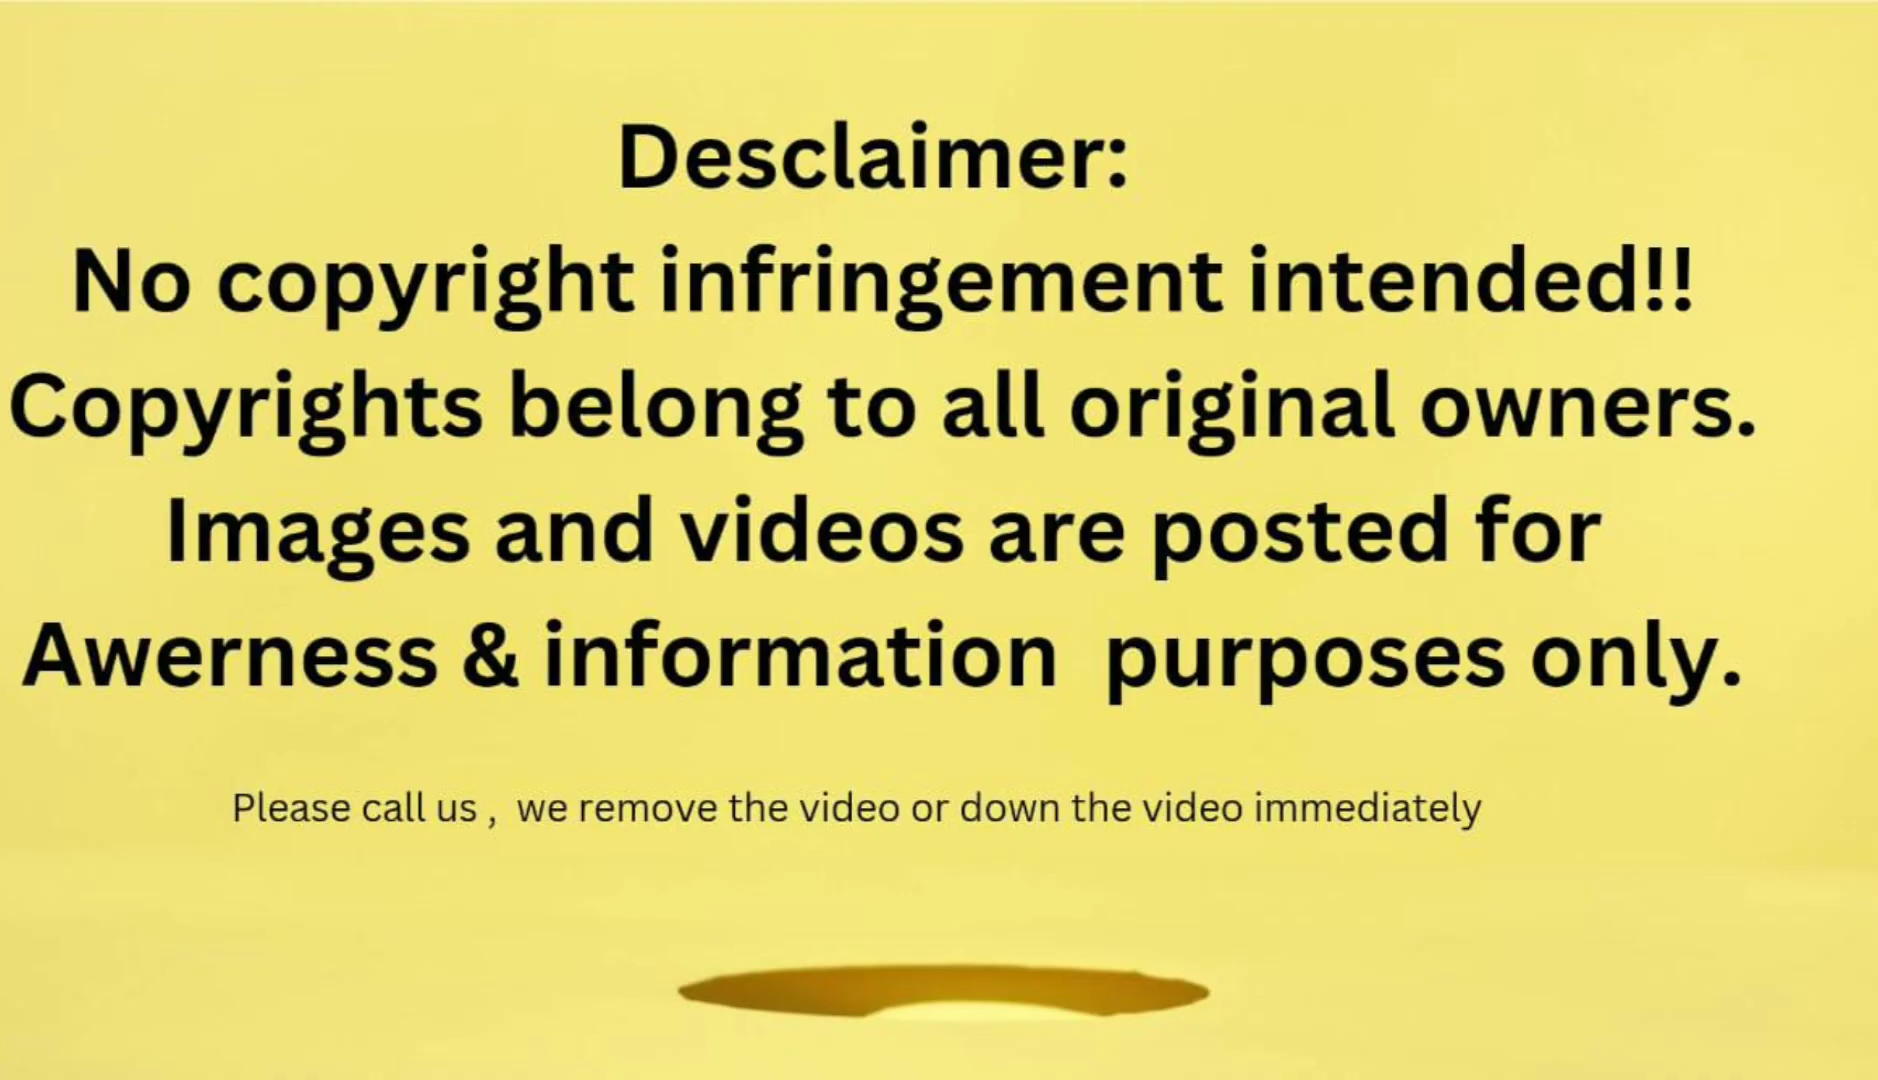 Desclaimer:
No copyright infringement intended!!
Copyrights belong to all original owners.
Images and videos are posted for
Awerness & information  purposes only.
Please call us ,  we remove the video or down the video immediately